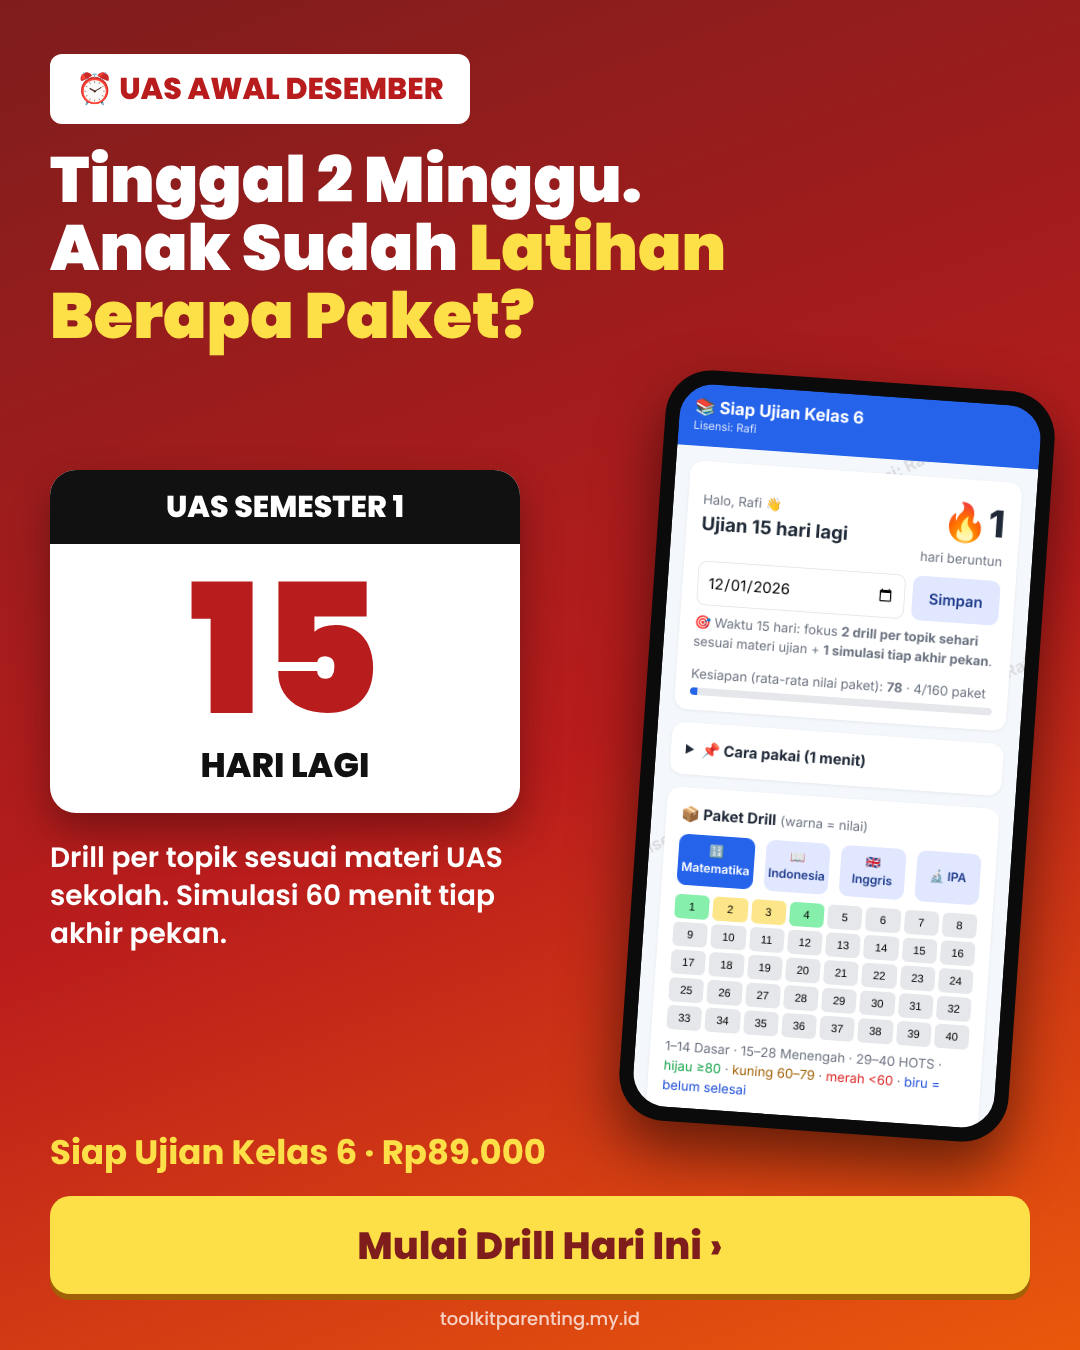 ⏰ UAS AWAL DESEMBER
Tinggal 2 Minggu.
Anak Sudah Latihan
Berapa Paket?
UAS SEMESTER 1
15
HARI LAGI
Drill per topik sesuai materi UAS
sekolah. Simulasi 60 menit tiap
akhir pekan.
📚 Siap Ujian Kelas 6
Lisensi: Rafi
Halo, Rafi 👋
Ujian 15 hari lagi
🔥1
hari beruntun
12/01/2026
Simpan
🎯 Waktu 15 hari: fokus 2 drill per topik sehari
sesuai materi ujian + 1 simulasi tiap akhir pekan.
Kesiapan (rata-rata nilai paket): 78 · 4/160 paket
▶ 📌 Cara pakai (1 menit)
📦 Paket Drill (warna = nilai)
🔢 Matematika
📖 Indonesia
🇬🇧 Inggris
🔬 IPA
1 2 3 4 5 6 7 8
9 10 11 12 13 14 15 16
17 18 19 20 21 22 23 24
25 26 27 28 29 30 31 32
33 34 35 36 37 38 39 40
1–14 Dasar · 15–28 Menengah · 29–40 HOTS ·
hijau ≥80 · kuning 60–79 · merah <60 · biru =
belum selesai
Siap Ujian Kelas 6 · Rp89.000
Mulai Drill Hari Ini ›
toolkitparenting.my.id